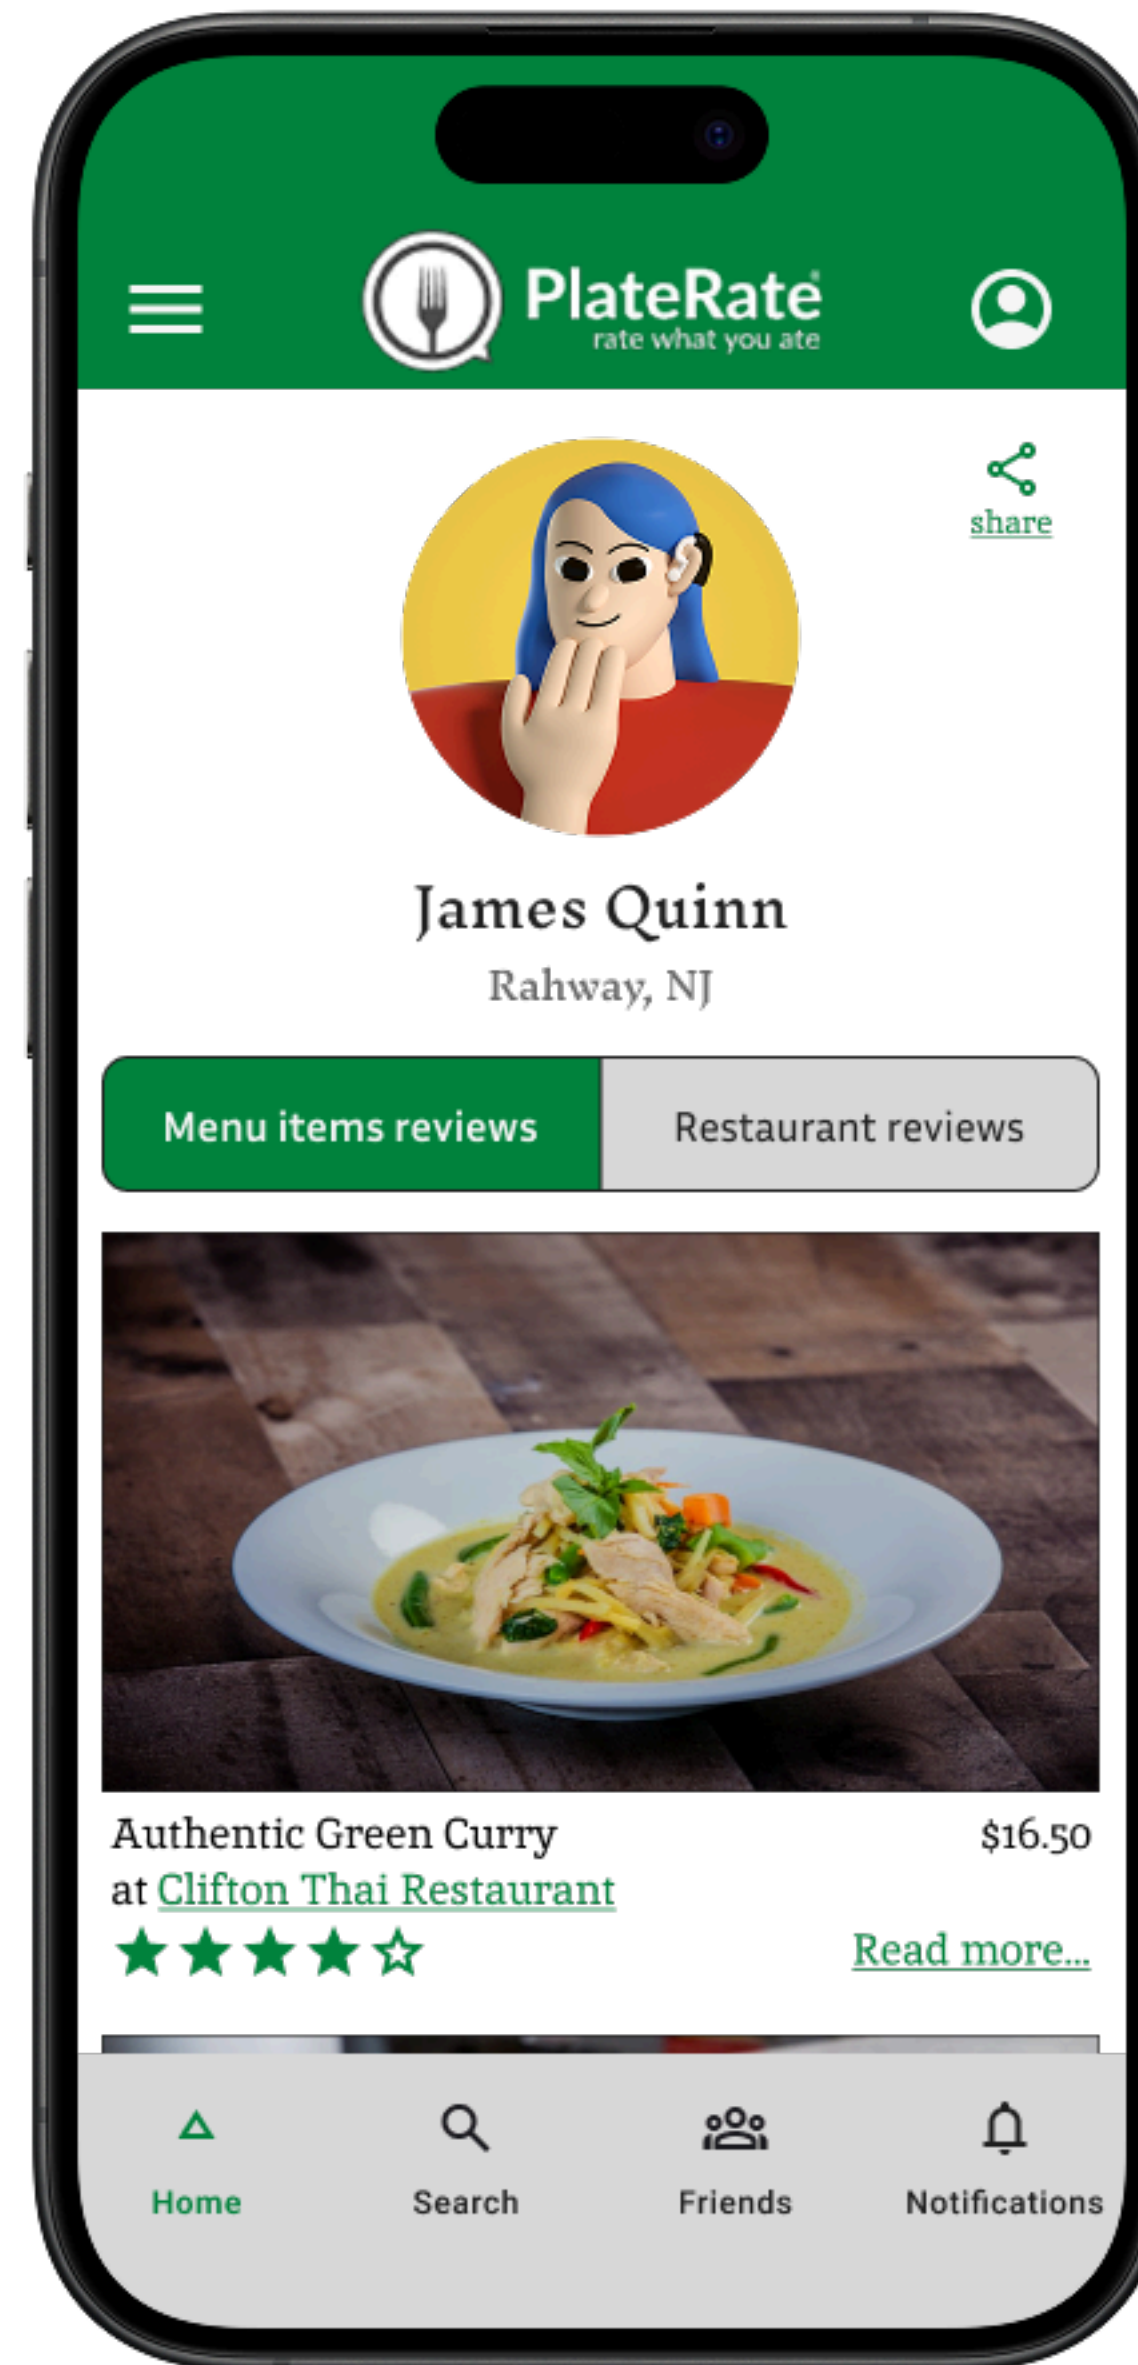 PlateRate
rate what you ate
share
James Quinn
Rahway, NJ
Menu items reviews
Restaurant reviews
Authentic Green Curry
$16.50
at Clifton Thai Restaurant
Read more...
Home
Search
Friends
Notifications